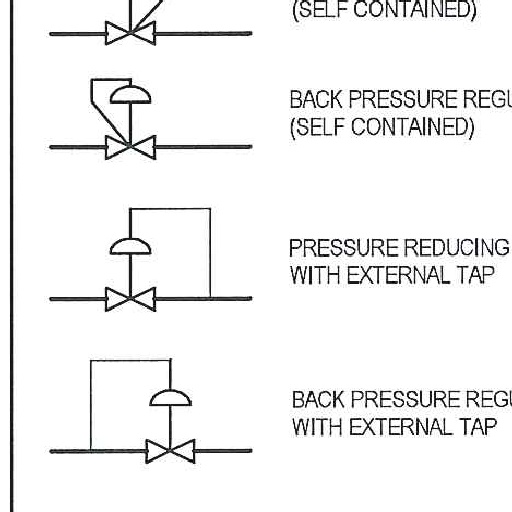 (SELF CONTAINED)
BACK PRESSURE REGU
(SELF CONTAINED)
PRESSURE REDUCING
WITH EXTERNAL TAP
BACK PRESSURE REGU
WITH EXTERNAL TAP